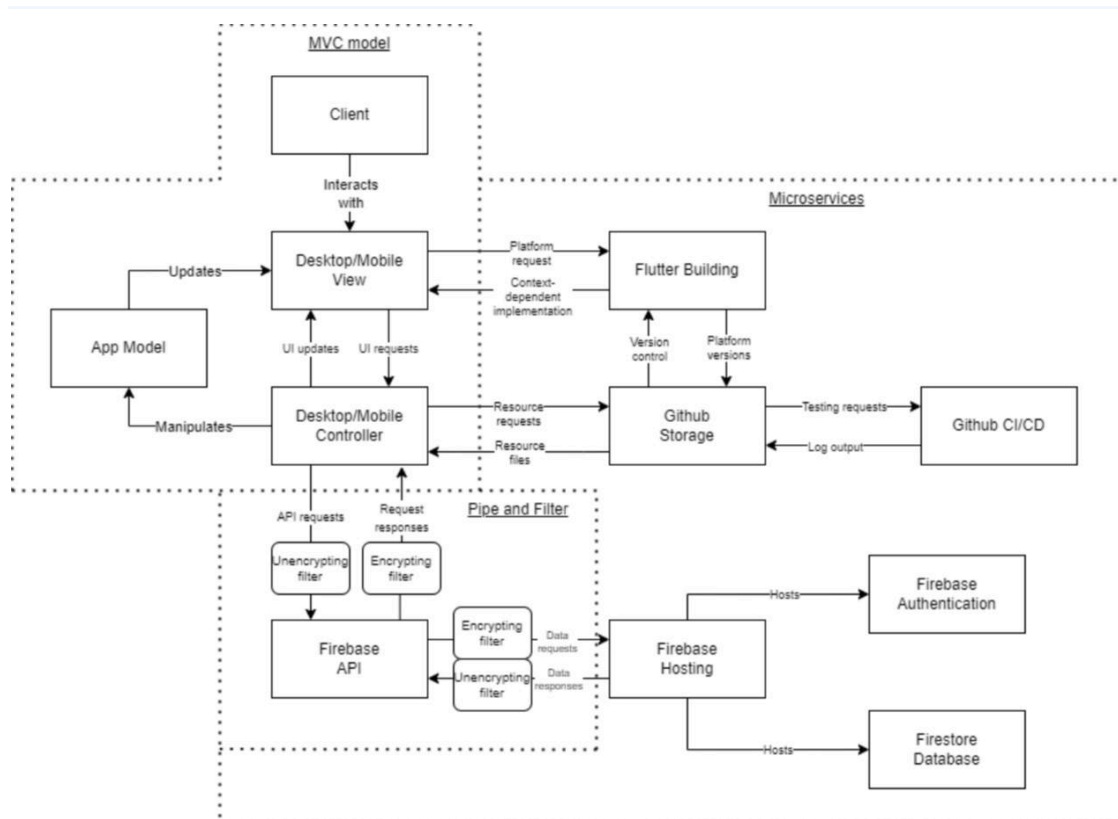 MVC model
Client
Interacts
with
Microservices
Desktop/Mobile
View
Platform
request
Flutter Building
Updates
Context-
dependent
implementation
App Model
UI updates
UI requests
Version
control
Platform
versions
Manipulates
Desktop/Mobile
Controller
Resource
requests
Resource
files
Github
Storage
Testing requests
Log output
Github CI/CD
Pipe and Filter
API requests
Request
responses
Unencrypting
filter
Encrypting
filter
Firebase
API
Encrypting
filter
Data
requests
Unencrypting
filter
Data
responses
Firebase
Hosting
Hosts
Firebase
Authentication
Hosts
Firestore
Database